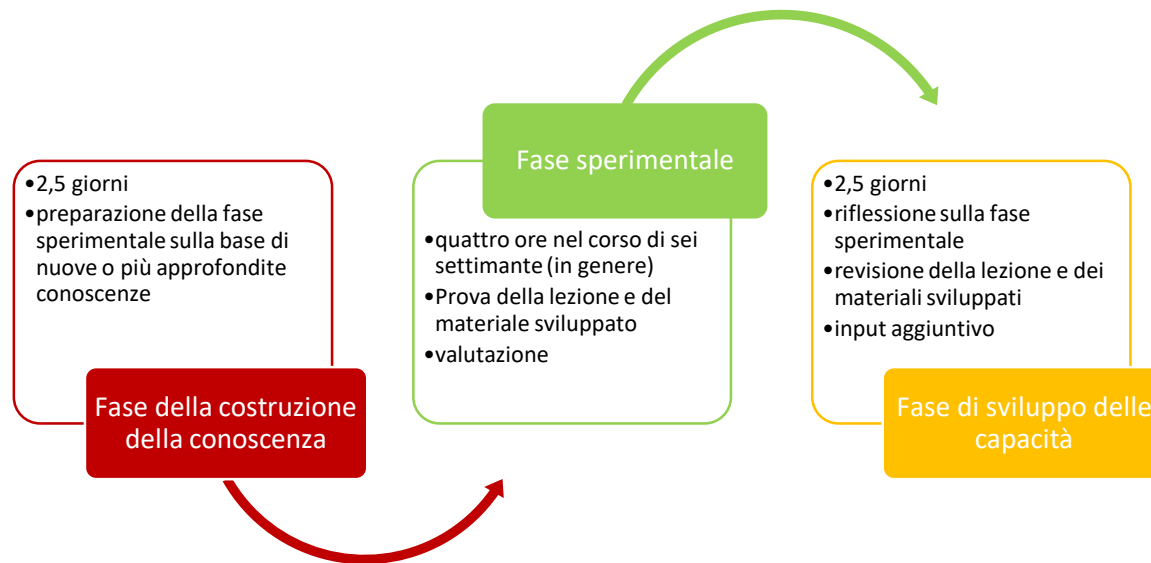 •2,5 giorni
•preparazione della fase
sperimentale sulla base di
nuove o più approfondite
conoscenze
Fase della costruzione
della conoscenza
Fase sperimentale
•quattro ore nel corso di sei
settimante (in genere)
•Prova della lezione e del
materiale sviluppato
•valutazione
•2,5 giorni
•riflessione sulla fase
sperimentale
•revisione della lezione e dei
materiali sviluppati
•input aggiuntivo
Fase di sviluppo delle
capacità